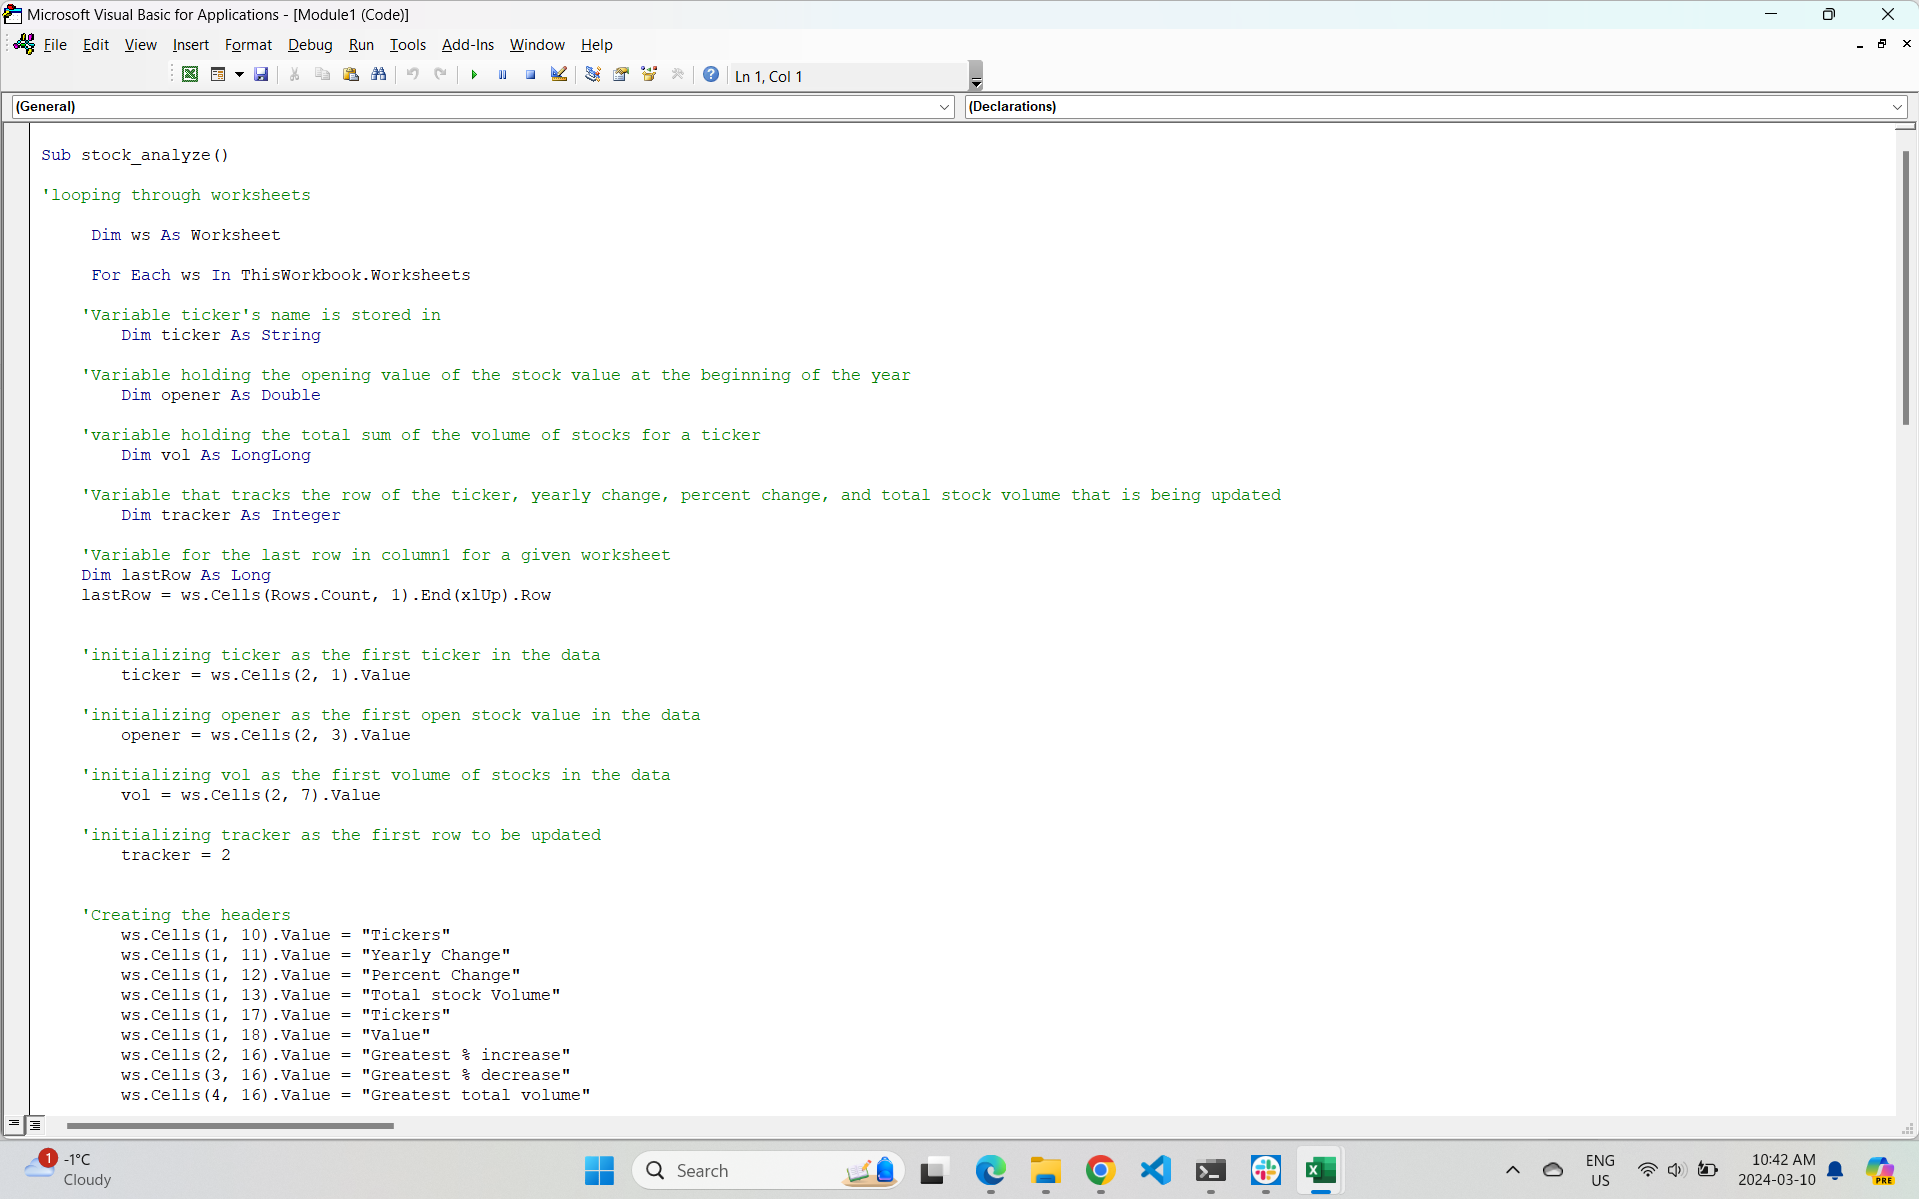 Microsoft Visual Basic for Applications - [Module1 (Code)]
File Edit View Insert Format Debug Run Tools Add-Ins Window Help
Ln 1, Col 1
(General) (Declarations)
Sub stock_analyze()
'looping through worksheets
Dim ws As Worksheet
For Each ws In ThisWorkbook.Worksheets
'Variable ticker's name is stored in
Dim ticker As String
'Variable holding the opening value of the stock value at the beginning of the year
Dim opener As Double
'variable holding the total sum of the volume of stocks for a ticker
Dim vol As LongLong
'Variable that tracks the row of the ticker, yearly change, percent change, and total stock volume that is being updated
Dim tracker As Integer
'Variable for the last row in column1 for a given worksheet
Dim lastRow As Long
lastRow = ws.Cells(Rows.Count, 1).End(xlUp).Row
'initializing ticker as the first ticker in the data
ticker = ws.Cells(2, 1).Value
'initializing opener as the first open stock value in the data
opener = ws.Cells(2, 3).Value
'initializing vol as the first volume of stocks in the data
vol = ws.Cells(2, 7).Value
'initializing tracker as the first row to be updated
tracker = 2
'Creating the headers
ws.Cells(1, 10).Value = "Tickers"
ws.Cells(1, 11).Value = "Yearly Change"
ws.Cells(1, 12).Value = "Percent Change"
ws.Cells(1, 13).Value = "Total stock Volume"
ws.Cells(1, 17).Value = "Tickers"
ws.Cells(1, 18).Value = "Value"
ws.Cells(2, 16).Value = "Greatest % increase"
ws.Cells(3, 16).Value = "Greatest % decrease"
ws.Cells(4, 16).Value = "Greatest total volume"
1 -1°C
Cloudy
Search
ENG
US
10:42 AM
2024-03-10
PRE